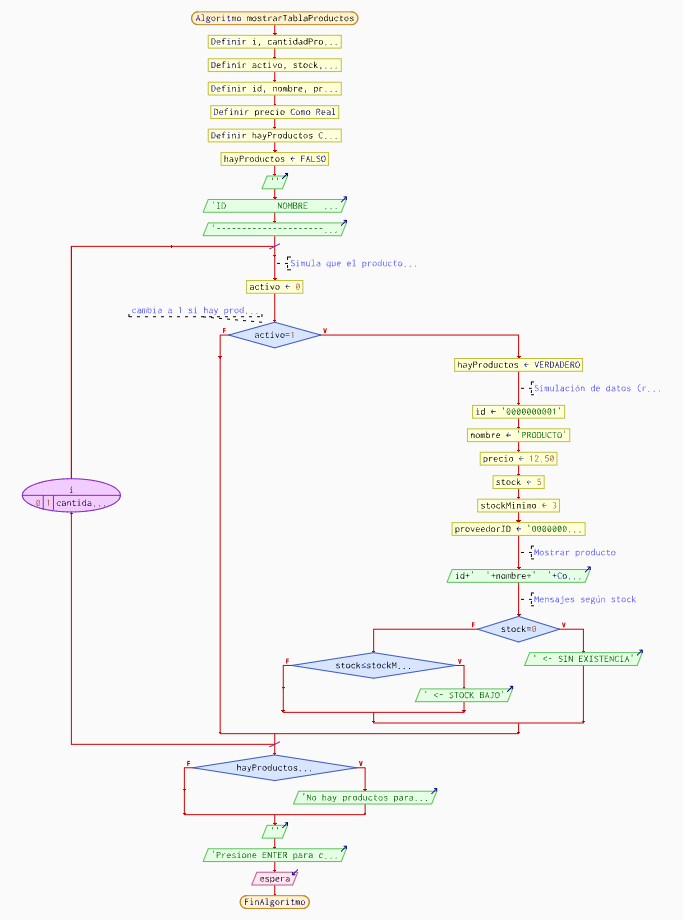 Algoritmo mostrarTablaProductos
Definir i, cantidadPro...
Definir activo, stock,...
Definir id, nombre, pr...
Definir precio Como Real
Definir hayProductos C...
hayProductos ← FALSO
''
'ID NOMBRE ...
'---------------------...
Simula que el producto...
activo ← 0
cambia a 1 si hay prod...
F
V
activo=1
hayProductos ← VERDADERO
Simulación de datos (r...
id ← '0000000001'
nombre ← 'PRODUCTO'
precio ← 12.50
stock ← 5
stockMinimo ← 3
proveedorID ← '0000000...
Mostrar producto
id+' '+nombre+' '+Co...
Mensajes según stock
F
V
stock=0
' <- SIN EXISTENCIA'
F
V
stock≤stockM...
' <- STOCK BAJO'
i
0 1 cantida...
F
V
hayProductos...
'No hay productos para...
''
'Presione ENTER para c...
espera
FinAlgoritmo